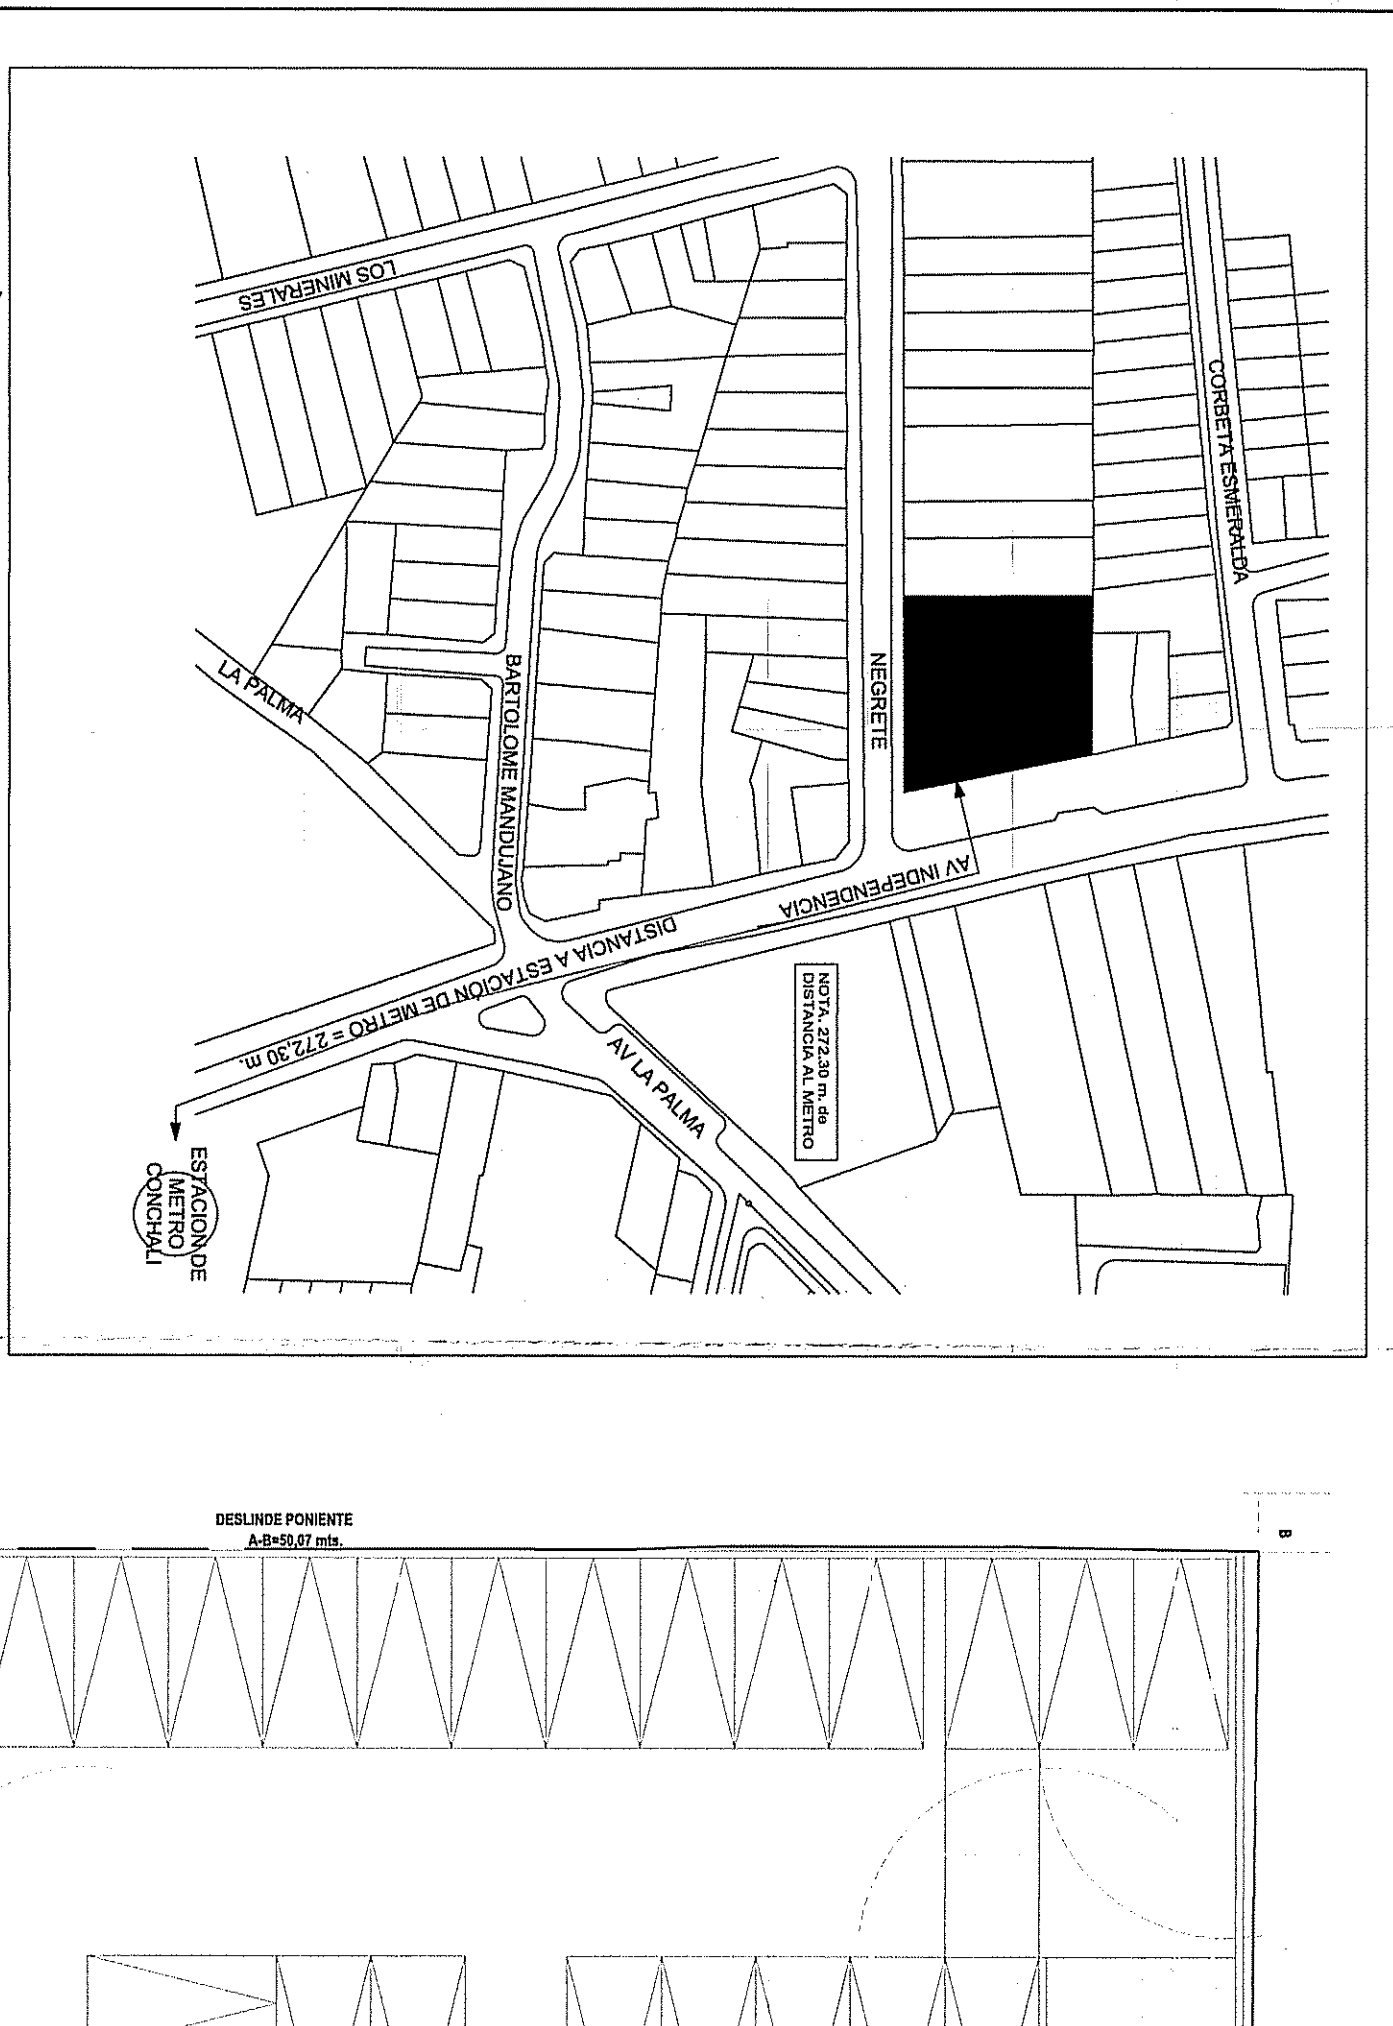 LOS MINERALES
CORBETA ESMERALDA
LA PALMA
BARTOLOME MANDUJANO
NEGRETE
AV INDEPENDENCIA
DISTANCIA A ESTACIÓN DE METRO = 272,30 m.
NOTA. 272.30 m. de
DISTANCIA AL METRO
AV LA PALMA
ESTACION DE
METRO
CONCHALI
DESLINDE PONIENTE
A-B=50,07 mts.
B